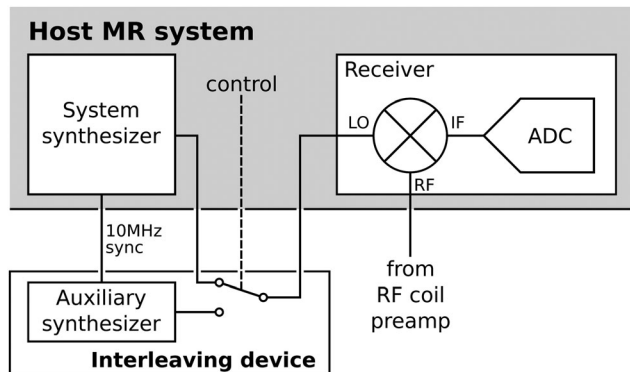 Host MR system
System
synthesizer
control
Receiver
LO
IF
ADC
RF
10MHz
sync
from
RF coil
preamp
Auxiliary
synthesizer
Interleaving device